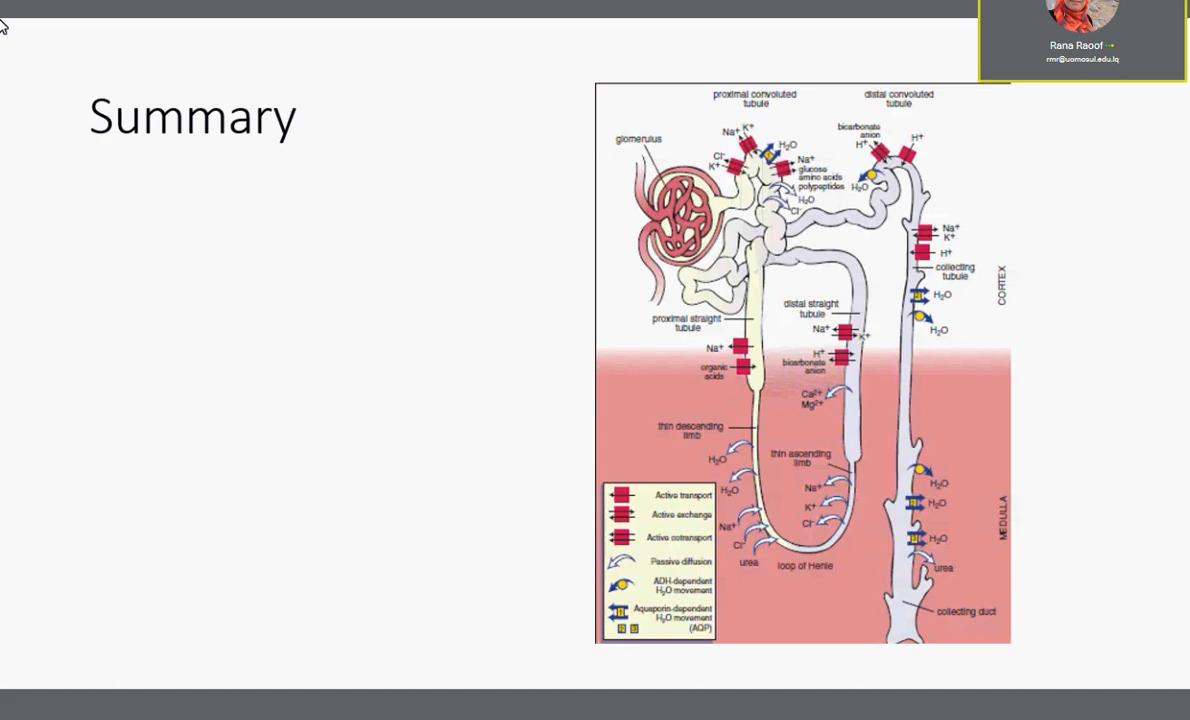 Rana Raoof
rmr@uomosul.edu.iq
Summary
proximal convoluted
tubule
distal convoluted
tubule
glomerulus
Na⁺
K⁺
Cl⁻
K⁺
H₂O
Na⁺
glucose
amino acids
polypeptides
H₂O
Cl⁻
bicarbonate
anion
H⁺
H⁺
H₂O
Na⁺
K⁺
H⁺
collecting
tubule
H₂O
H₂O
CORTEX
proximal straight
tubule
distal straight
tubule
Na⁺
K⁺
Na⁺
organic
acids
H⁺
bicarbonate
anion
Ca²⁺
Mg²⁺
thin descending
limb
H₂O
H₂O
thin ascending
limb
Na⁺
K⁺
Cl⁻
Na⁺
Cl⁻
urea
loop of Henle
H₂O
H₂O
H₂O
urea
MEDULLA
collecting duct
Active transport
Active exchange
Active cotransport
Passive diffusion
ADH-dependent
H₂O movement
Aquaporin-dependent
H₂O movement
(AQP)